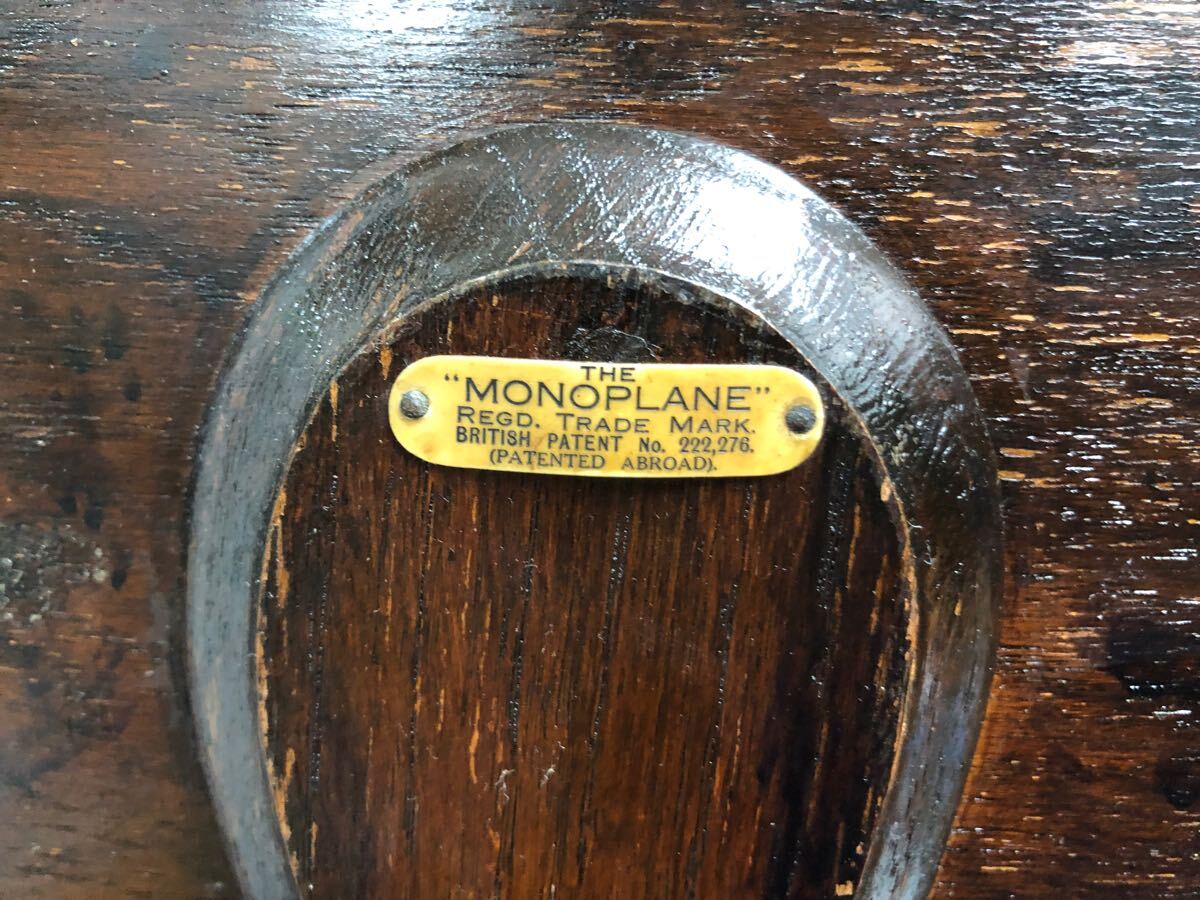 THE
"MONOPLANE"
REGD. TRADE MARK.
BRITISH PATENT No. 222,276.
(PATENTED ABROAD).